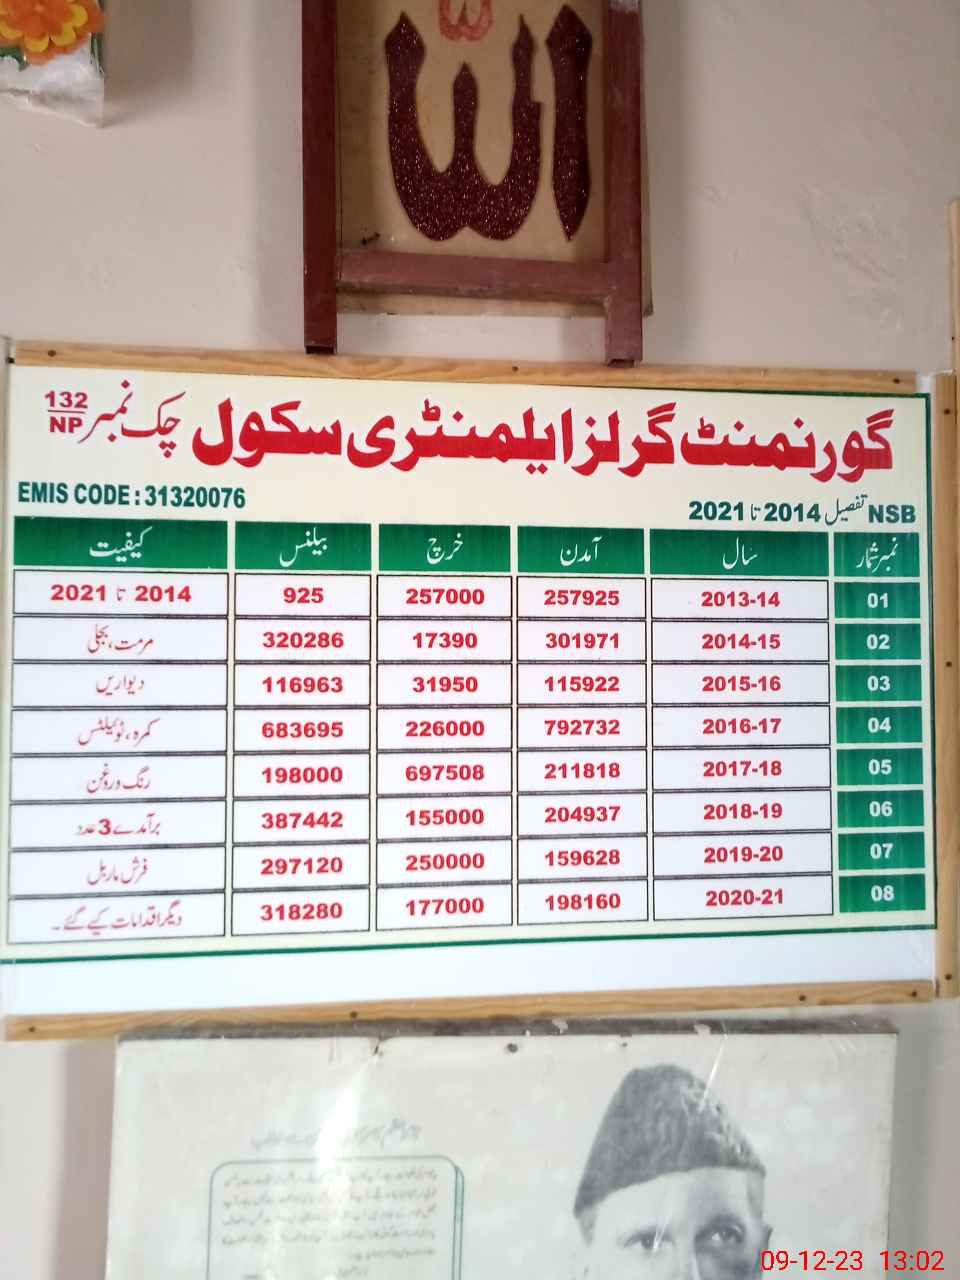 الله
گورنمنٹ گرلز ایلمنٹری سکول چک نمبر 132/NP
EMIS CODE : 31320076
NSB تفصیل 2014 تا 2021
نمبر شمار سال آمدن خرچ بیلنس کیفیت
01 2013-14 257925 257000 925 2014 تا 2021
02 2014-15 301971 17390 320286 مرمت، بجلی
03 2015-16 115922 31950 116963 دیواریں
04 2016-17 792732 226000 683695 کمرہ، ٹوئیلٹس
05 2017-18 211818 697508 198000 رنگ وروغن
06 2018-19 204937 155000 387442 برآمدے 3 عدد
07 2019-20 159628 250000 297120 فرش ماربل
08 2020-21 198160 177000 318280 دیگر اقدامات کیے گئے۔
09-12-23 13:02